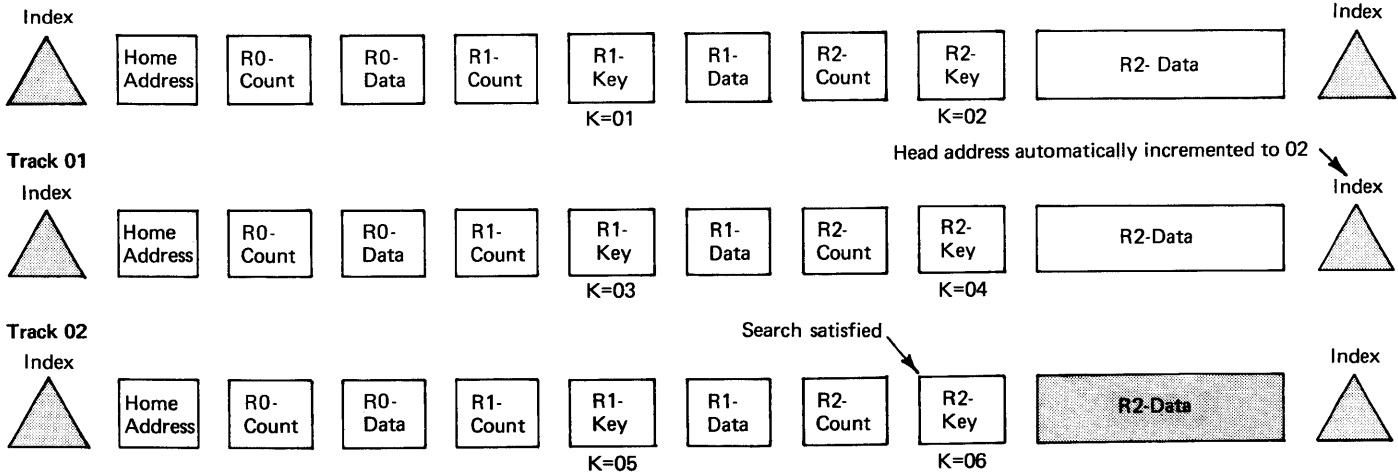 Index Index
Home Address R0-Count R0-Data R1-Count R1-Key R1-Data R2-Count R2-Key R2- Data
K=01 K=02
Track 01 Head address automatically incremented to 02
Index Index
Home Address R0-Count R0-Data R1-Count R1-Key R1-Data R2-Count R2-Key R2-Data
K=03 K=04
Track 02 Search satisfied
Index Index
Home Address R0-Count R0-Data R1-Count R1-Key R1-Data R2-Count R2-Key R2-Data
K=05 K=06